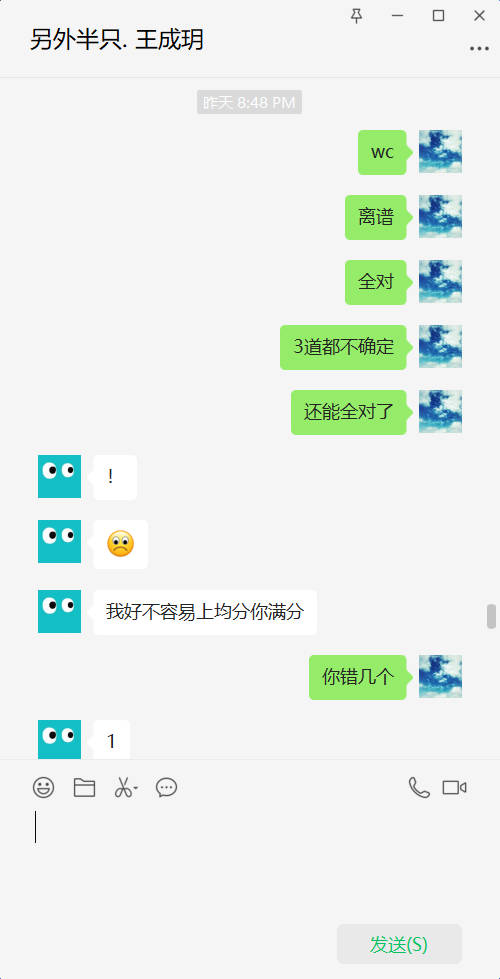 另外半只. 王成玥
昨天 8:48 PM
wc
离谱
全对
3道都不确定
还能全对了
!
我好不容易上均分你满分
你错几个
1
发送(S)